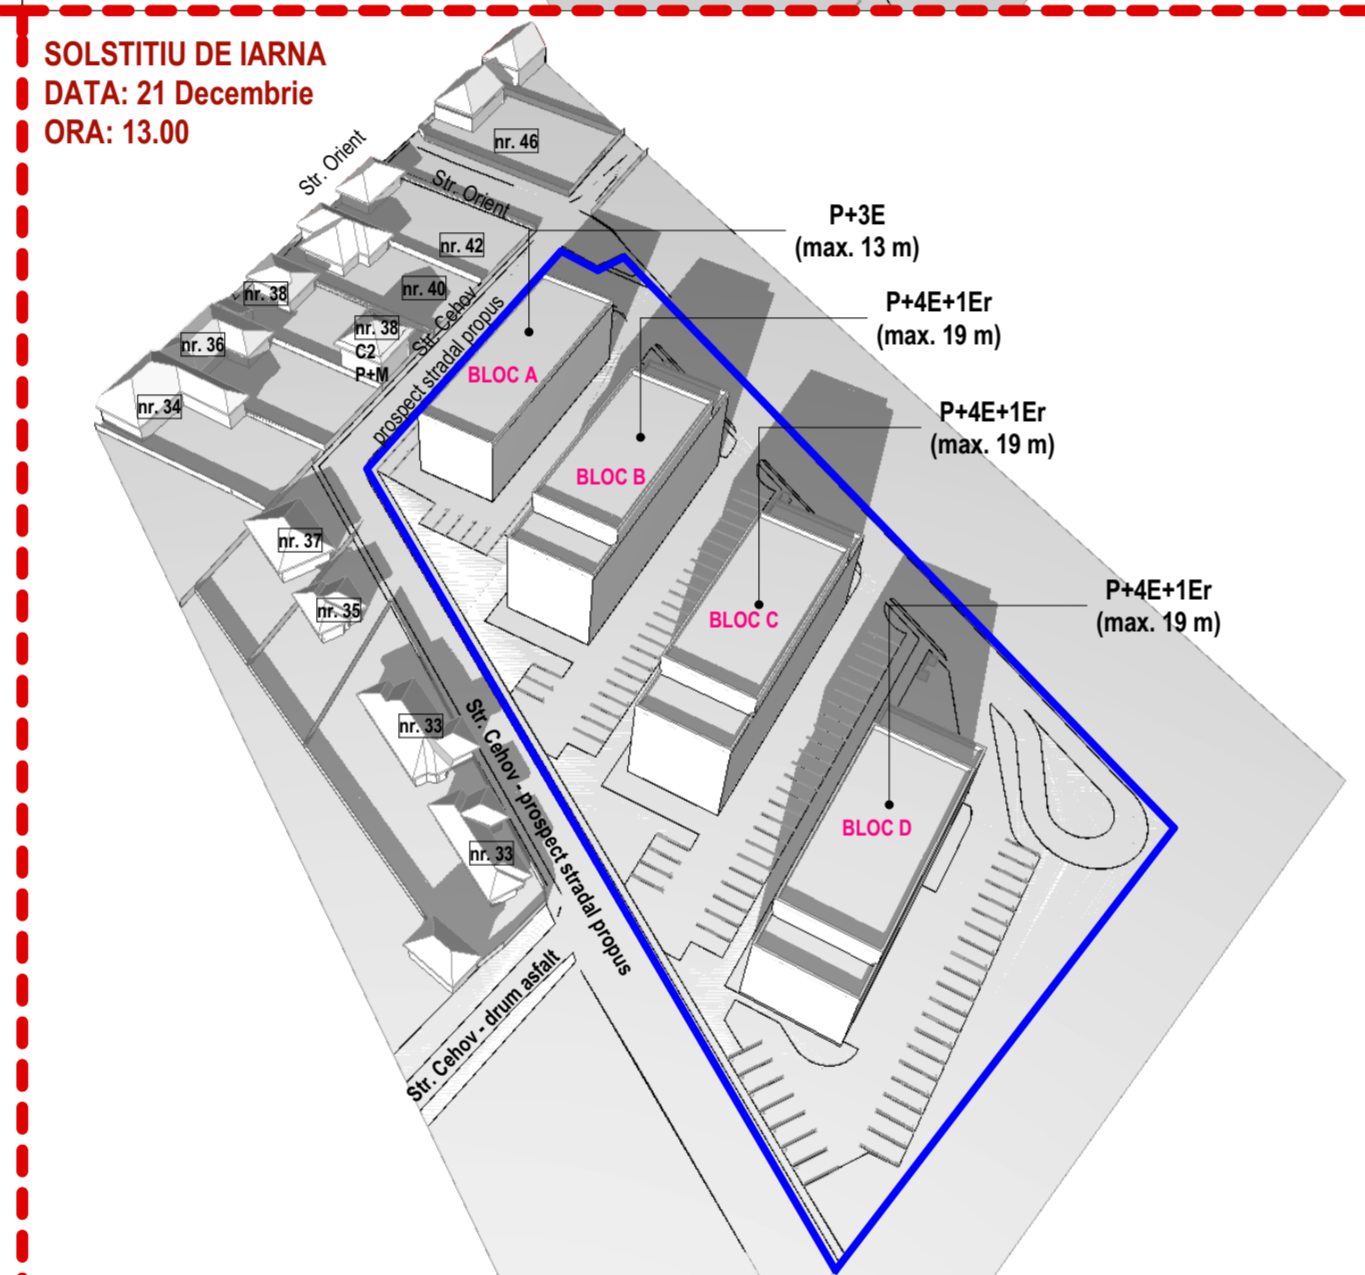 SOLSTITIU DE IARNA
DATA: 21 Decembrie
ORA: 13.00
Str. Orient
nr. 46
Str. Orient
nr. 42
P+3E
(max. 13 m)
nr. 40
nr. 38
Str. Cehov
prospect stradal propus
nr. 38
C2
P+M
nr. 36
nr. 34
P+4E+1Er
(max. 19 m)
BLOC A
P+4E+1Er
(max. 19 m)
BLOC B
nr. 37
nr. 35
P+4E+1Er
(max. 19 m)
BLOC C
nr. 33
Str. Cehov - prospect stradal propus
BLOC D
nr. 33
Str. Cehov - drum asfalt